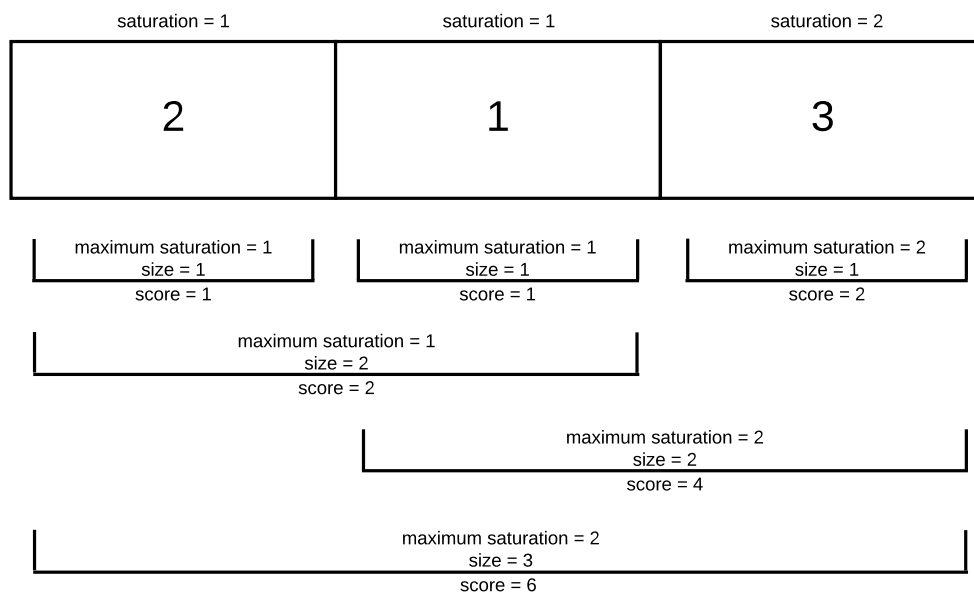 saturation = 1 saturation = 1 saturation = 2
2 1 3
maximum saturation = 1 maximum saturation = 1 maximum saturation = 2
size = 1 size = 1 size = 1
score = 1 score = 1 score = 2
maximum saturation = 1
size = 2
score = 2
maximum saturation = 2
size = 2
score = 4
maximum saturation = 2
size = 3
score = 6